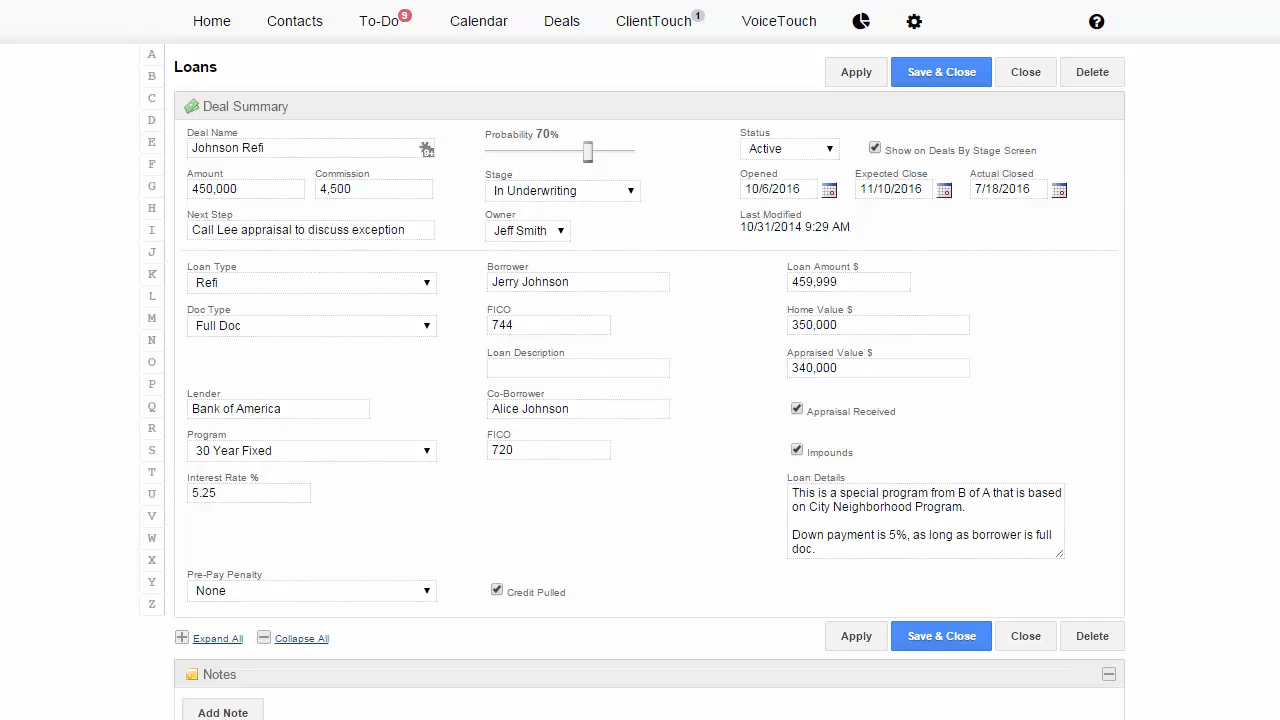 Home Contacts To-Do 9 Calendar Deals ClientTouch 1 VoiceTouch ?
A
B
C
D
E
F
G
H
I
J
K
L
M
N
O
P
Q
R
S
T
U
V
W
X
Y
Z
Loans
Apply Save & Close Close Delete
Deal Summary
Deal Name Probability 70% Status
Johnson Refi Active Show on Deals By Stage Screen
Amount Commission Stage Opened Expected Close Actual Closed
450,000 4,500 In Underwriting 10/6/2016 11/10/2016 7/18/2016
Next Step Owner Last Modified
Call Lee appraisal to discuss exception Jeff Smith 10/31/2014 9:29 AM
Loan Type Borrower Loan Amount $
Refi Jerry Johnson 459,999
Doc Type FICO Home Value $
Full Doc 744 350,000
Loan Description Appraised Value $
340,000
Lender Co-Borrower
Bank of America Alice Johnson Appraisal Received
Program FICO
30 Year Fixed 720 Impounds
Interest Rate % Loan Details
5.25 This is a special program from B of A that is based
on City Neighborhood Program.
Down payment is 5%, as long as borrower is full
doc.
Pre-Pay Penalty
None Credit Pulled
Expand All Collapse All Apply Save & Close Close Delete
Notes
Add Note